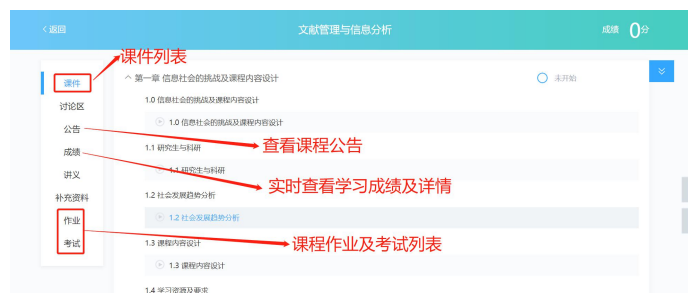 <返回
文献管理与信息分析
成绩 0分
课件列表
课件
讨论区
公告
成绩
讲义
补充资料
作业
考试
第一章 信息社会的挑战及课程内容设计
未开始
1.0 信息社会的挑战及课程内容设计
1.0 信息社会的挑战及课程内容设计
1.1 研究生与科研
查看课程公告
1.1 研究生与科研
实时查看学习成绩及详情
1.2 社会发展趋势分析
1.2 社会发展趋势分析
1.3 课程内容设计
课程作业及考试列表
1.3 课程内容设计
1.4 学习资源及要求